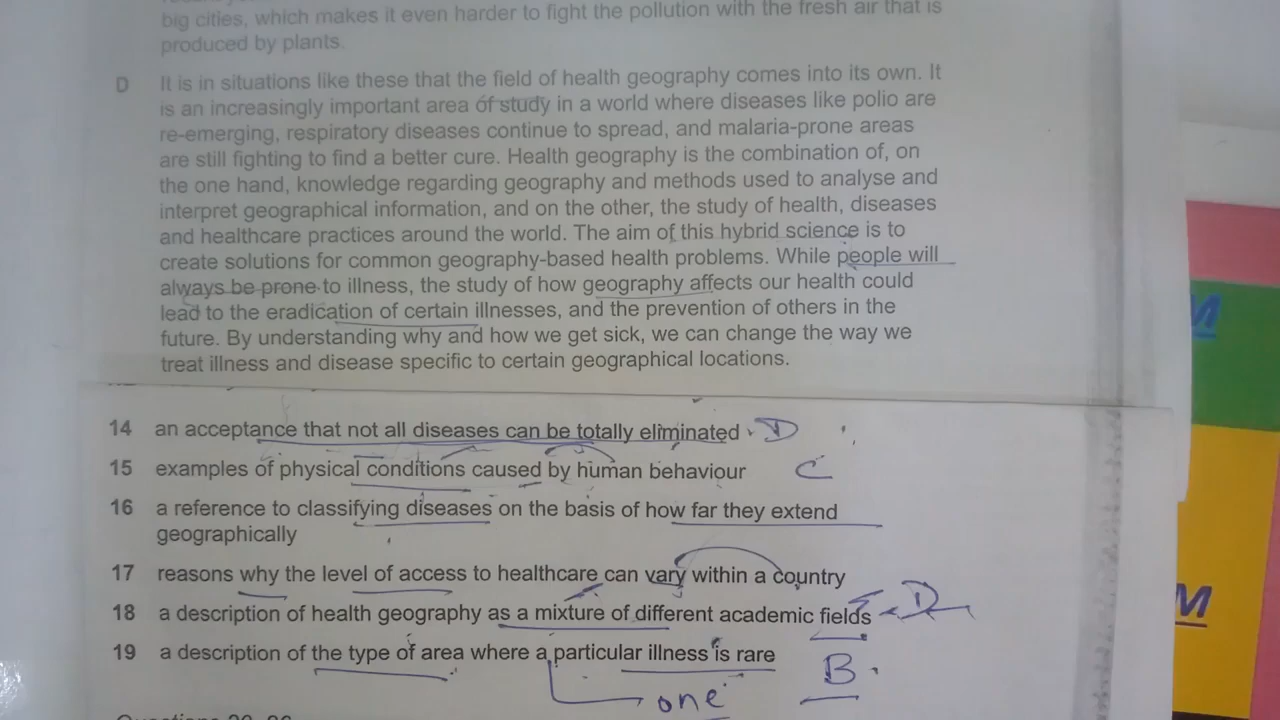 big cities, which makes it even harder to fight the pollution with the fresh air that is
produced by plants.
D It is in situations like these that the field of health geography comes into its own. It
is an increasingly important area of study in a world where diseases like polio are
re-emerging, respiratory diseases continue to spread, and malaria-prone areas
are still fighting to find a better cure. Health geography is the combination of, on
the one hand, knowledge regarding geography and methods used to analyse and
interpret geographical information, and on the other, the study of health, diseases
and healthcare practices around the world. The aim of this hybrid science is to
create solutions for common geography-based health problems. While people will
always be prone to illness, the study of how geography affects our health could
lead to the eradication of certain illnesses, and the prevention of others in the
future. By understanding why and how we get sick, we can change the way we
treat illness and disease specific to certain geographical locations.
14 an acceptance that not all diseases can be totally eliminated D
15 examples of physical conditions caused by human behaviour C
16 a reference to classifying diseases on the basis of how far they extend
geographically
17 reasons why the level of access to healthcare can vary within a country
18 a description of health geography as a mixture of different academic fields D
19 a description of the type of area where a particular illness is rare B
one
M
M